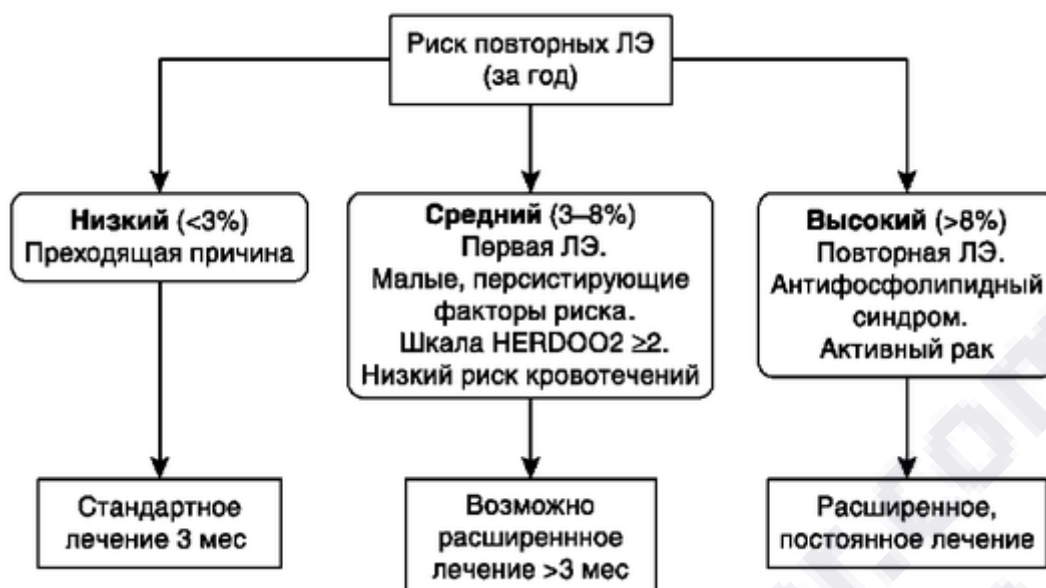 Риск повторных ЛЭ
(за год)
Низкий (<3%)
Преходящая причина
Средний (3–8%)
Первая ЛЭ.
Малые, персистирующие
факторы риска.
Шкала HERDOO2 ≥2.
Низкий риск кровотечений
Высокий (>8%)
Повторная ЛЭ.
Антифосфолипидный
синдром.
Активный рак
Стандартное
лечение 3 мес
Возможно
расширеннное
лечение >3 мес
Расширенное,
постоянное лечение